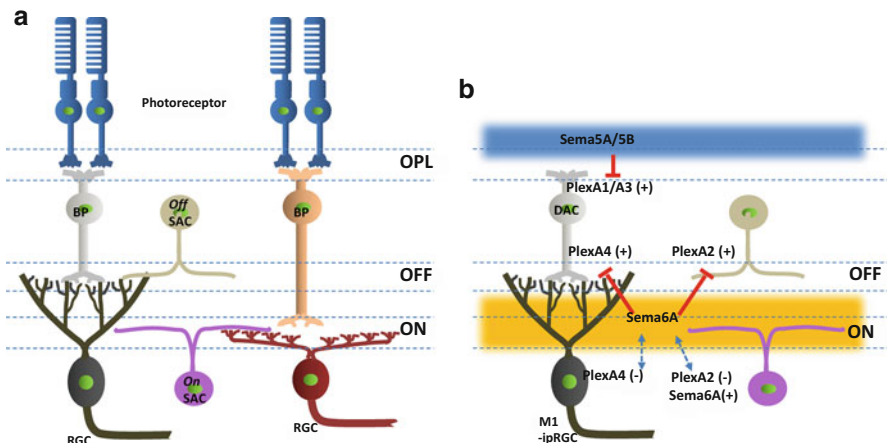 a
Photoreceptor
OPL
BP
Off
SAC
BP
OFF
ON
On
SAC
RGC
RGC
b
Sema5A/5B
PlexA1/A3 (+)
DAC
PlexA4 (+)
PlexA2 (+)
OFF
Sema6A
ON
PlexA4 (-)
PlexA2 (-)
Sema6A(+)
M1
-ipRGC